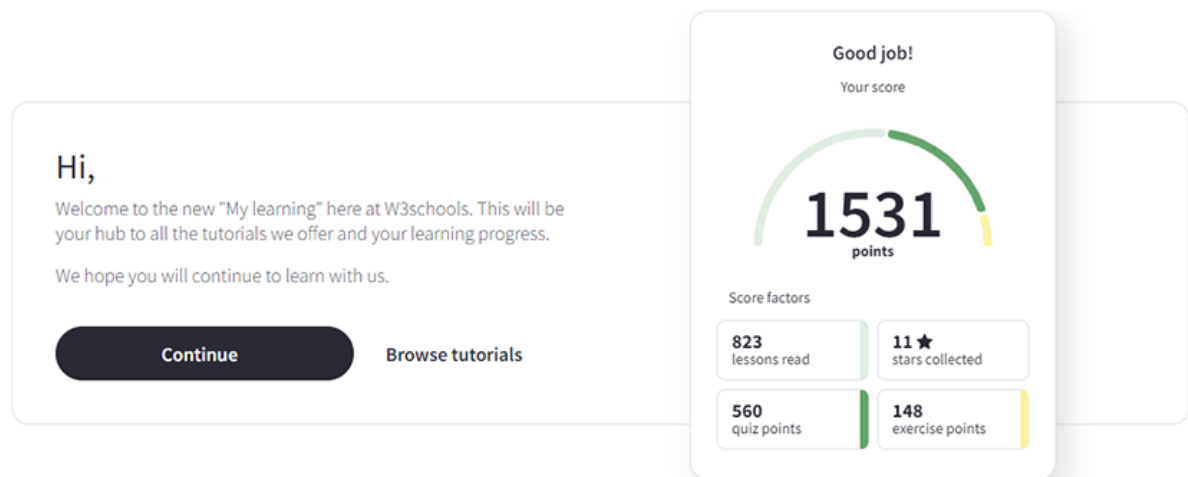 Hi,
Welcome to the new "My learning" here at W3schools. This will be
your hub to all the tutorials we offer and your learning progress.
We hope you will continue to learn with us.
Continue
Browse tutorials
Good job!
Your score
1531
points
Score factors
823
lessons read
11 ★
stars collected
560
quiz points
148
exercise points